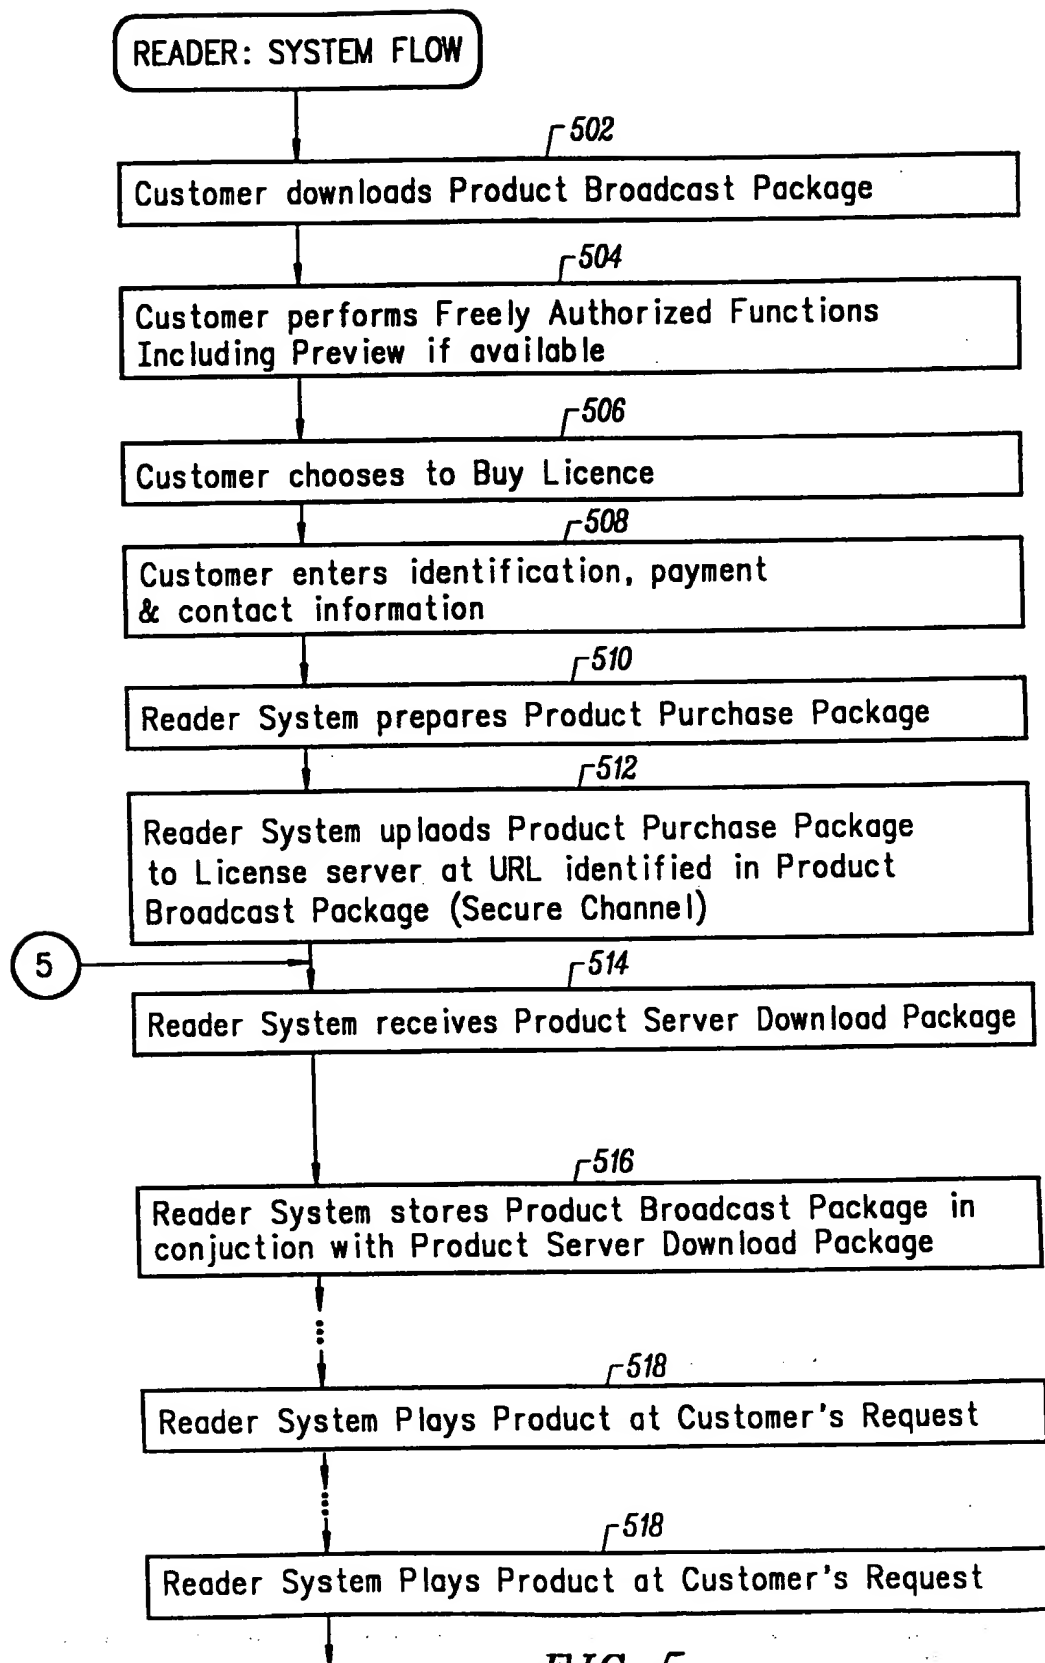 READER: SYSTEM FLOW
502
Customer downloads Product Broadcast Package
504
Customer performs Freely Authorized Functions
Including Preview if available
506
Customer chooses to Buy Licence
508
Customer enters identification, payment
& contact information
510
Reader System prepares Product Purchase Package
512
Reader System uplaods Product Purchase Package
to License server at URL identified in Product
Broadcast Package (Secure Channel)
5
514
Reader System receives Product Server Download Package
516
Reader System stores Product Broadcast Package in
conjuction with Product Server Download Package
518
Reader System Plays Product at Customer's Request
518
Reader System Plays Product at Customer's Request